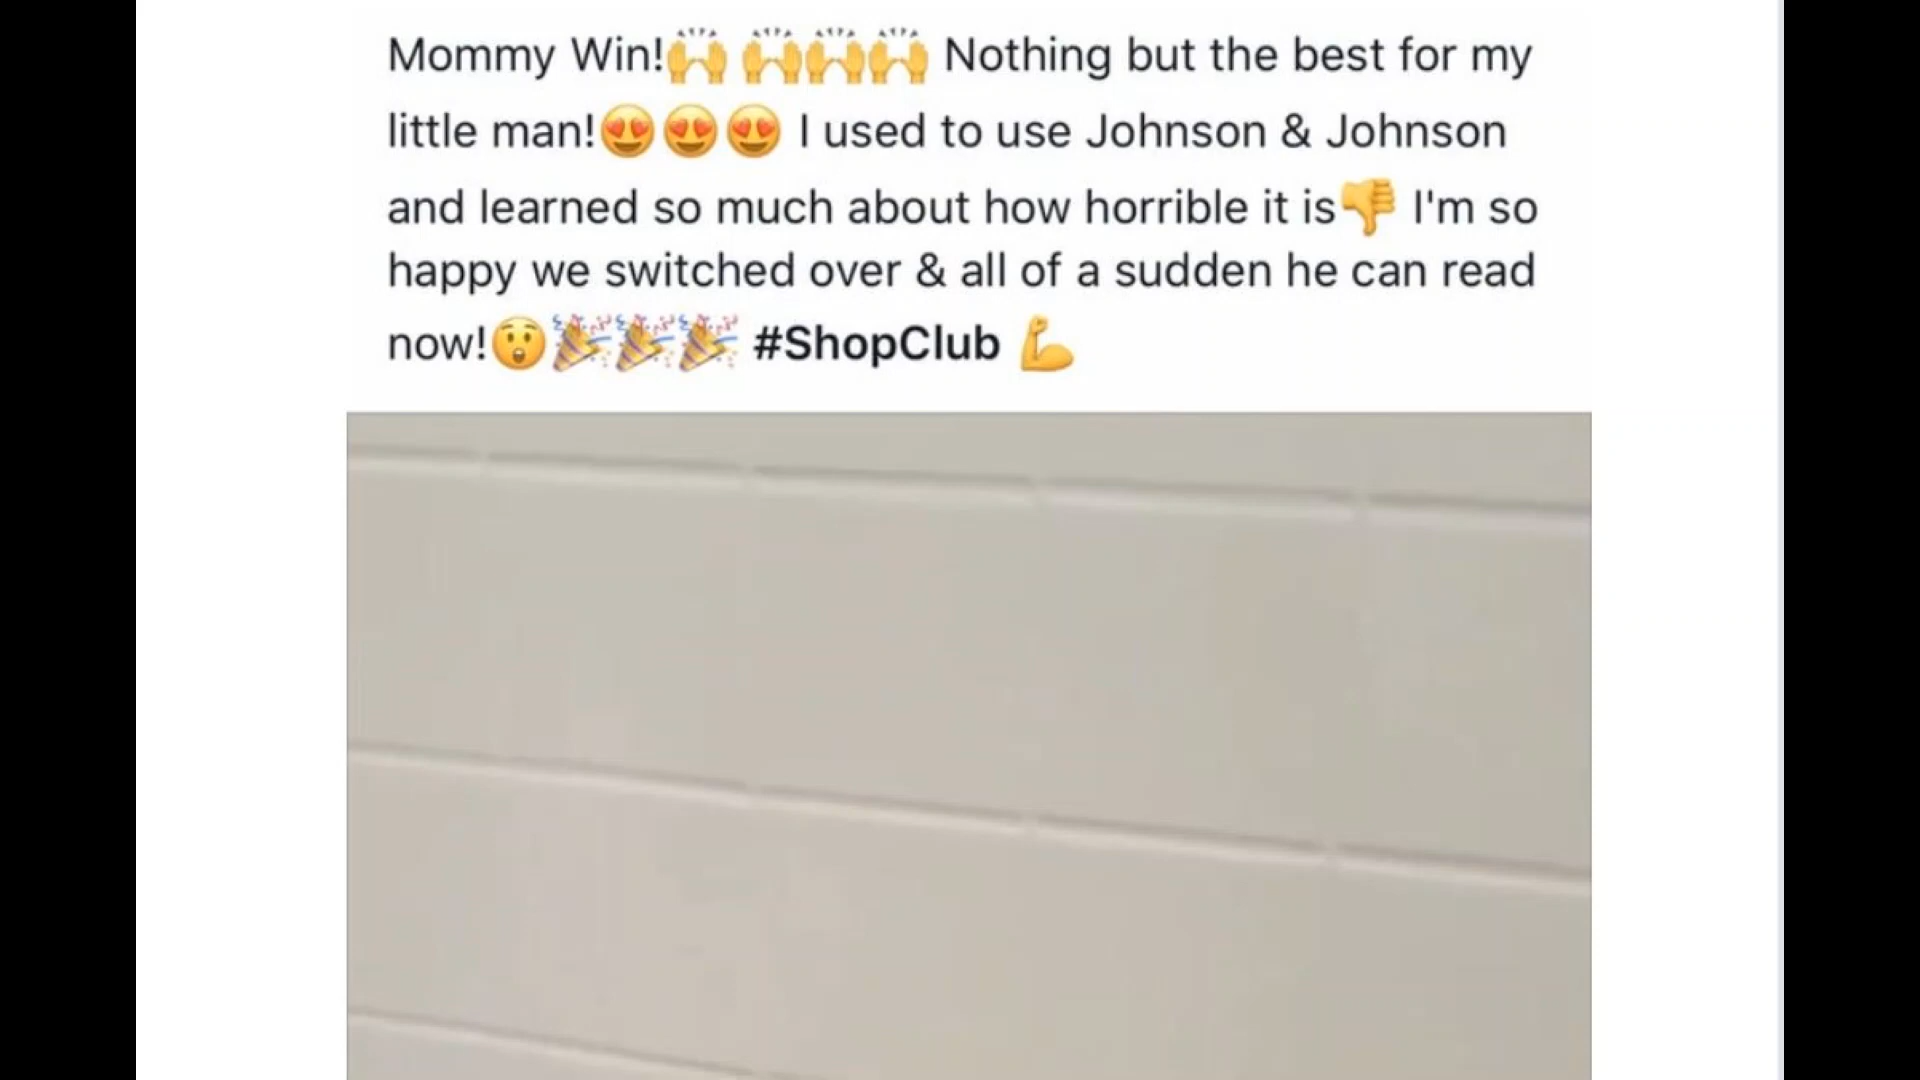 Mommy Win!🙌 🙌🙌🙌 Nothing but the best for my
little man!😍😍😍 I used to use Johnson & Johnson
and learned so much about how horrible it is👎 I'm so
happy we switched over & all of a sudden he can read
now!😲🎉🎉🎉 #ShopClub 💪